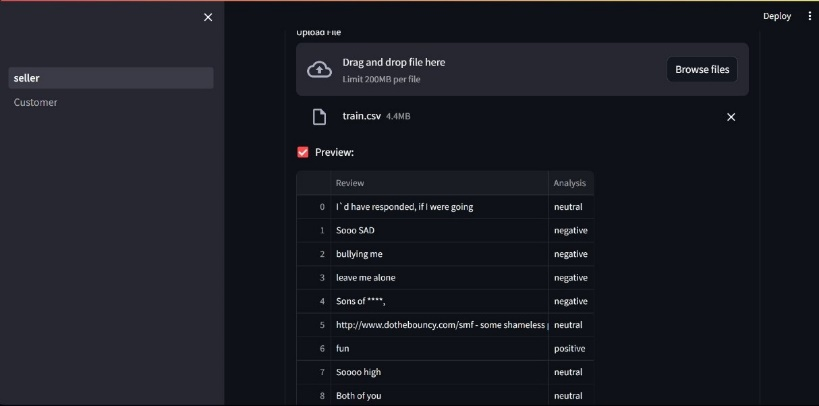 Deploy
seller
Customer
Upload File
Drag and drop file here
Limit 200MB per file
Browse files
train.csv 4.4MB
Preview:
Review Analysis
0 I`d have responded, if I were going neutral
1 Sooo SAD negative
2 bullying me negative
3 leave me alone negative
4 Sons of ****, negative
5 http://www.dothebouncy.com/smf - some shameless neutral
6 fun positive
7 Soooo high neutral
8 Both of you neutral